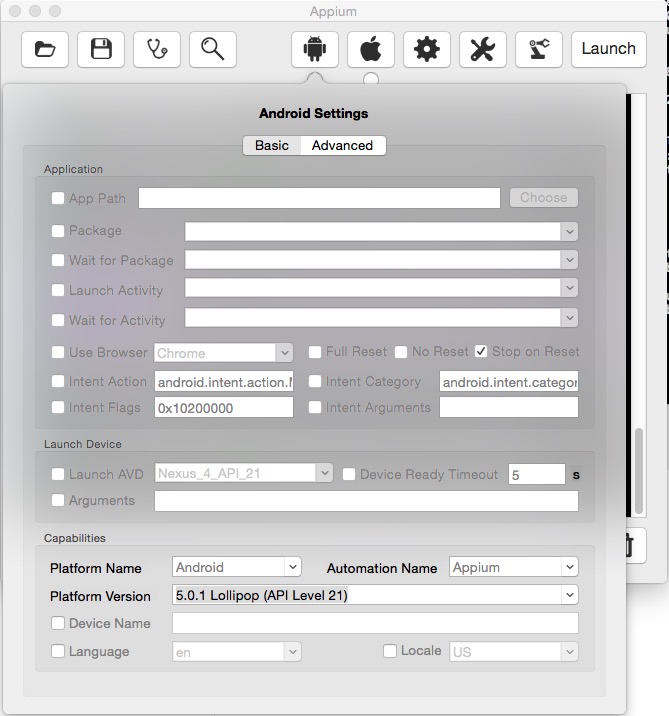 Appium
Launch
Android Settings
Basic Advanced
Application
App Path Choose
Package
Wait for Package
Launch Activity
Wait for Activity
Use Browser Chrome Full Reset No Reset Stop on Reset
Intent Action android.intent.action.M Intent Category android.intent.categor
Intent Flags 0x10200000 Intent Arguments
Launch Device
Launch AVD Nexus_4_API_21 Device Ready Timeout 5 s
Arguments
Capabilities
Platform Name Android Automation Name Appium
Platform Version 5.0.1 Lollipop (API Level 21)
Device Name
Language en Locale US